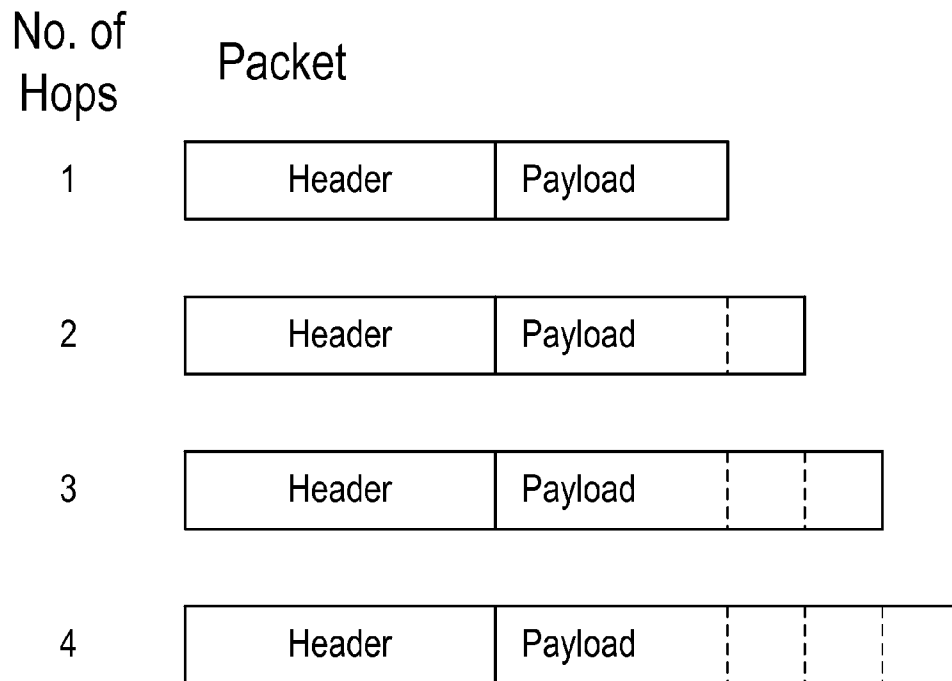 No. of
Hops
Packet
1 Header Payload
2 Header Payload
3 Header Payload
4 Header Payload